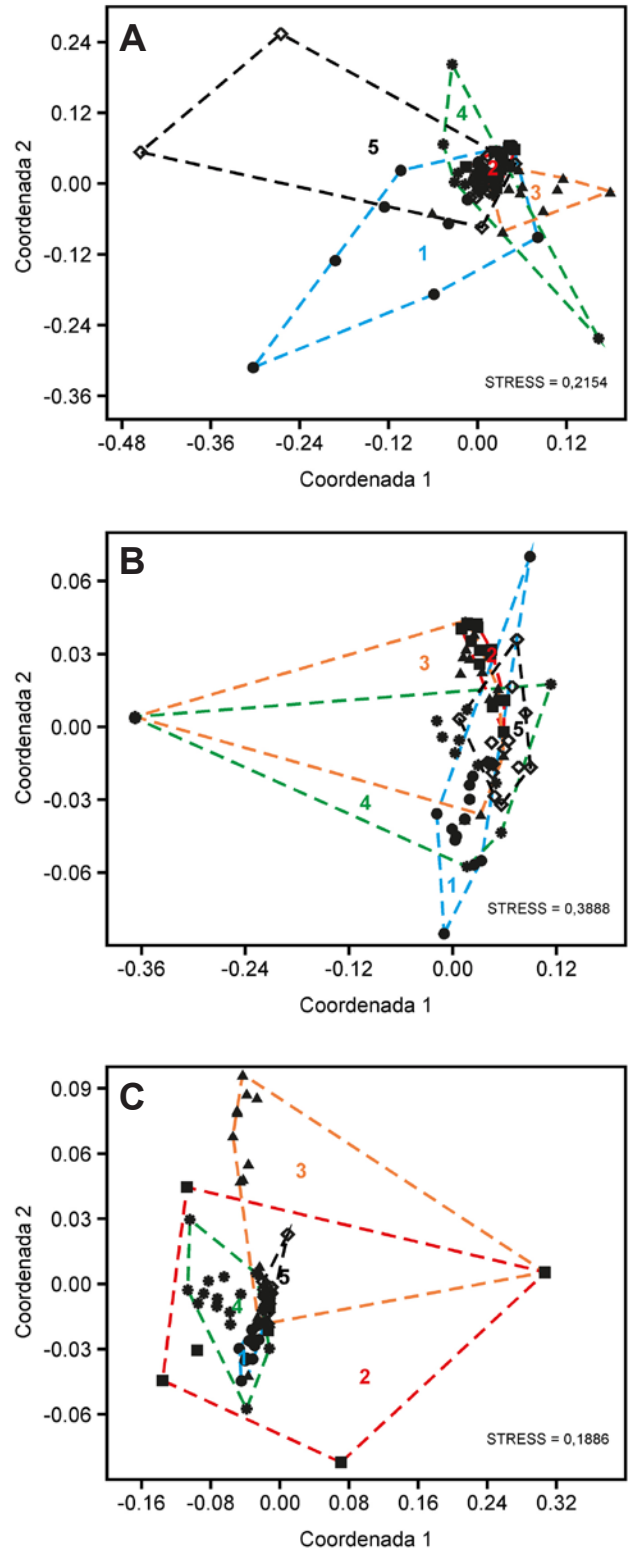 A
0.24
0.12
0.00
-0.12
-0.24
-0.36
Coordenada 2
5
4
2
3
1
STRESS = 0,2154
-0.48 -0.36 -0.24 -0.12 0.00 0.12
Coordenada 1
B
0.06
0.03
0.00
-0.03
-0.06
Coordenada 2
3
2
5
4
1
STRESS = 0,3888
-0.36 -0.24 -0.12 0.00 0.12
Coordenada 1
C
0.09
0.06
0.03
0.00
-0.03
-0.06
Coordenada 2
3
5
4
1
2
STRESS = 0,1886
-0.16 -0.08 0.00 0.08 0.16 0.24 0.32
Coordenada 1